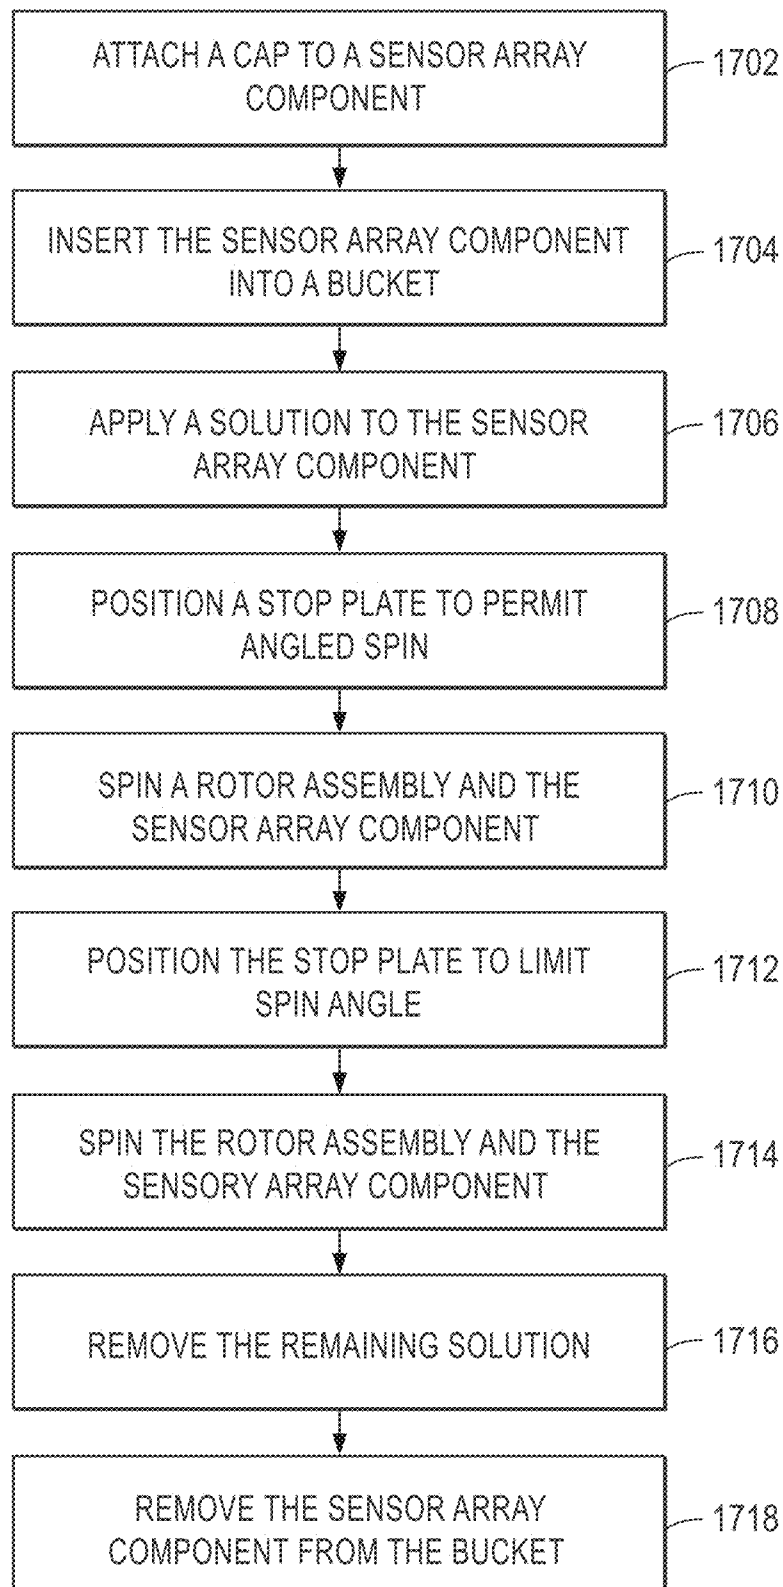 ATTACH A CAP TO A SENSOR ARRAY
COMPONENT
1702
INSERT THE SENSOR ARRAY COMPONENT
INTO A BUCKET
1704
APPLY A SOLUTION TO THE SENSOR
ARRAY COMPONENT
1706
POSITION A STOP PLATE TO PERMIT
ANGLED SPIN
1708
SPIN A ROTOR ASSEMBLY AND THE
SENSOR ARRAY COMPONENT
1710
POSITION THE STOP PLATE TO LIMIT
SPIN ANGLE
1712
SPIN THE ROTOR ASSEMBLY AND THE
SENSORY ARRAY COMPONENT
1714
REMOVE THE REMAINING SOLUTION
1716
REMOVE THE SENSOR ARRAY
COMPONENT FROM THE BUCKET
1718